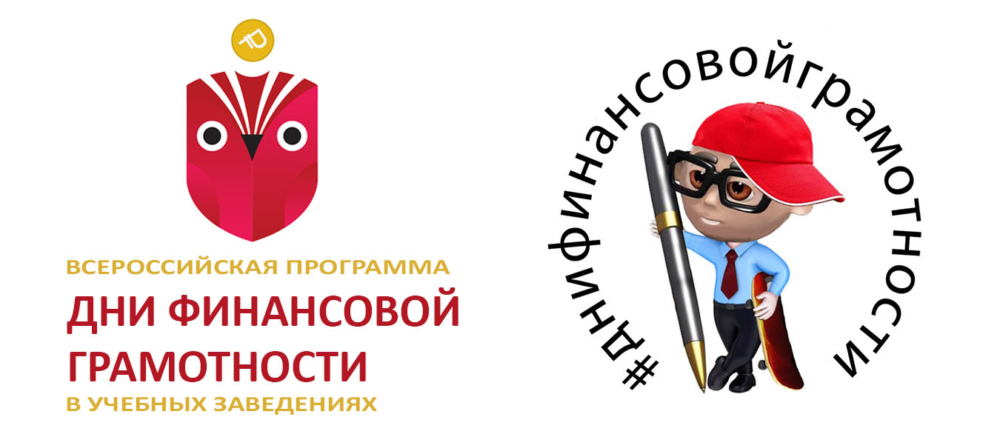 ВСЕРОССИЙСКАЯ ПРОГРАММА
ДНИ ФИНАНСОВОЙ
ГРАМОТНОСТИ
В УЧЕБНЫХ ЗАВЕДЕНИЯХ
#днифинансовойграмотности